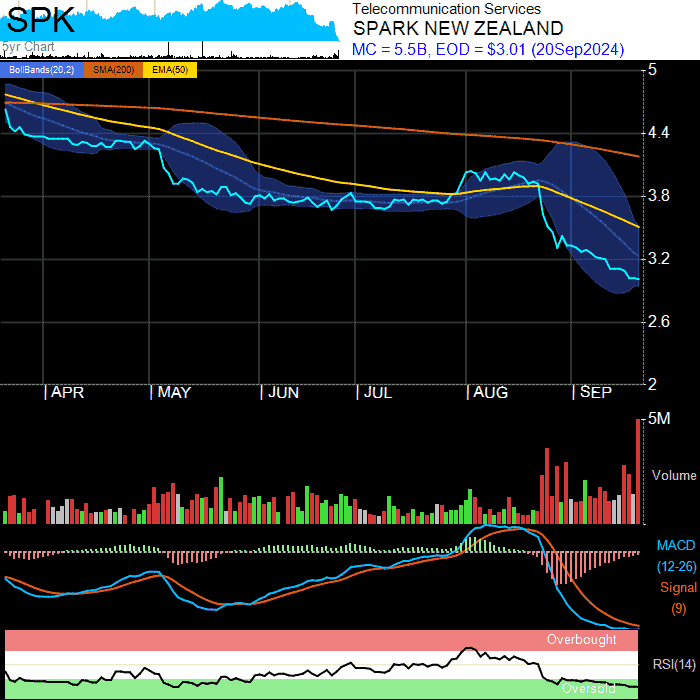 SPK
5yr Chart
Telecommunication Services
SPARK NEW ZEALAND
MC = 5.5B, EOD = $3.01 (20Sep2024)
BollBands(20,2) SMA(200) EMA(50)
5
4.4
3.8
3.2
2.6
2
APR MAY JUN JUL AUG SEP
5M
Volume
MACD
(12-26)
Signal
(9)
Overbought
RSI(14)
Oversold